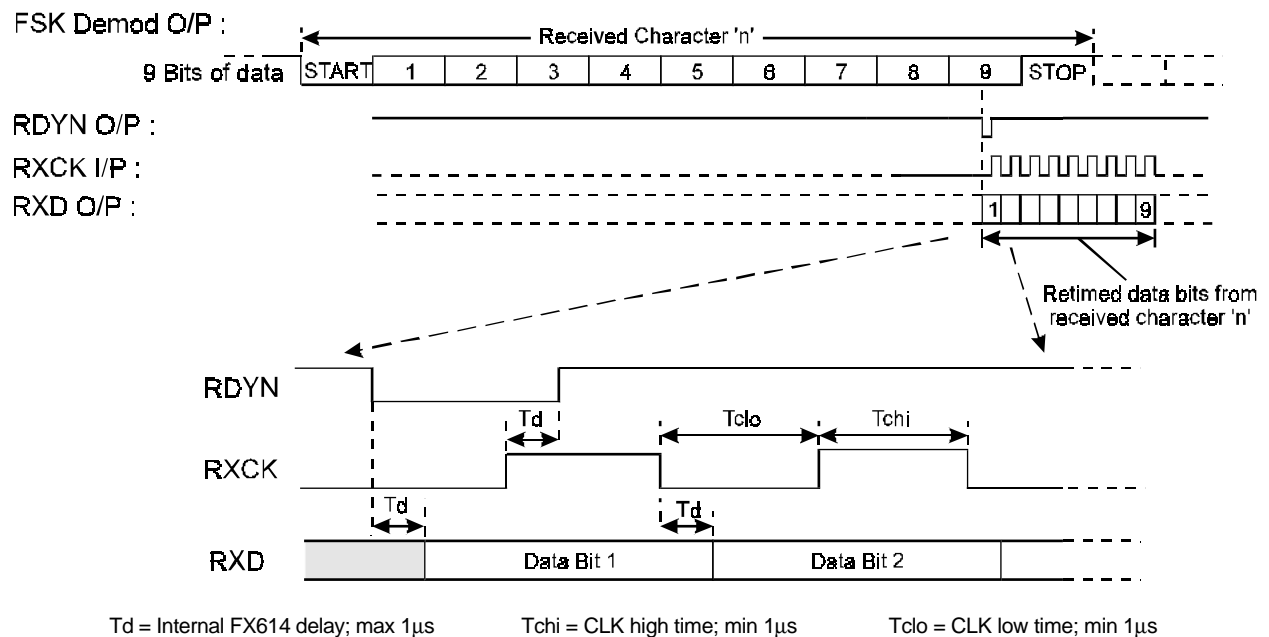 FSK Demod O/P :
Received Character 'n'
9 Bits of data START 1 2 3 4 5 6 7 8 9 STOP
RDYN O/P :
RXCK I/P :
RXD O/P :
1 9
Retimed data bits from
received character 'n'
RDYN
Td Tclo Tchi
RXCK
Td Td
RXD Data Bit 1 Data Bit 2
Td = Internal FX614 delay; max 1µs Tchi = CLK high time; min 1µs Tclo = CLK low time; min 1µs